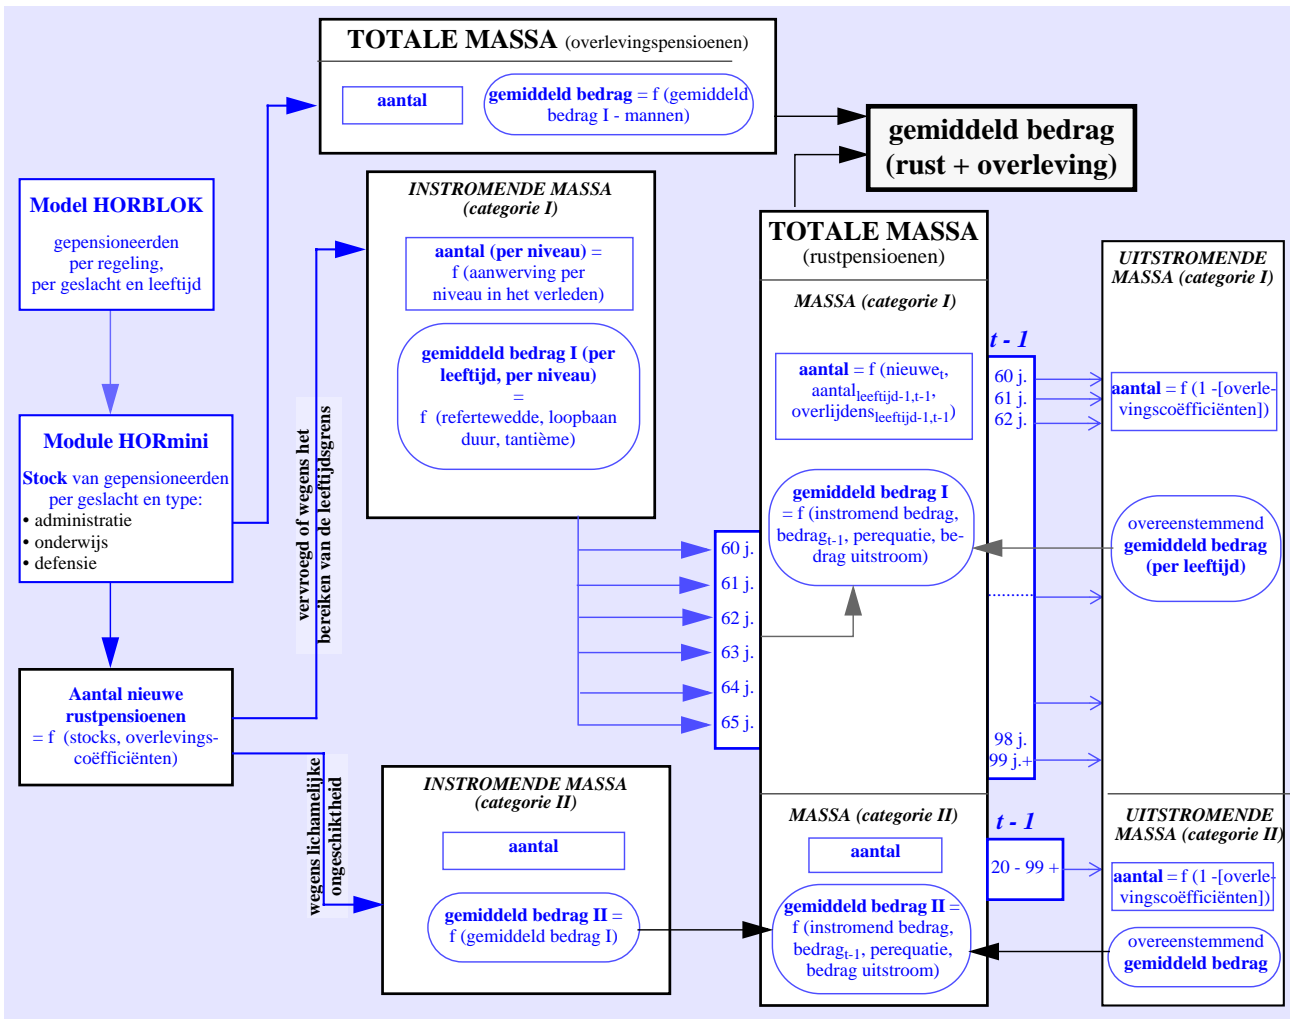 TOTALE MASSA (overlevingspensioenen)
aantal
gemiddeld bedrag = f (gemiddeld
bedrag I - mannen)
gemiddeld bedrag
(rust + overleving)
Model HORBLOK
gepensioneerden
per regeling,
per geslacht en leeftijd
Module HORmini
Stock van gepensioneerden
per geslacht en type:
• administratie
• onderwijs
• defensie
Aantal nieuwe
rustpensioenen
= f (stocks, overlevings-
coëfficiënten)
vervroegd of wegens het
bereiken van de leeftijdsgrens
wegens lichamelijke
ongeschiktheid
INSTROMENDE MASSA
(categorie I)
aantal (per niveau) =
f (aanwerving per
niveau in het verleden)
gemiddeld bedrag I (per
leeftijd, per niveau)
=
f (refertewedde, loopbaan
duur, tantième)
60 j.
61 j.
62 j.
63 j.
64 j.
65 j.
INSTROMENDE MASSA
(categorie II)
aantal
gemiddeld bedrag II =
f (gemiddeld bedrag I)
TOTALE MASSA
(rustpensioenen)
MASSA (categorie I)
aantal = f (nieuwet,
aantalleeftijd-1,t-1,
overlijdensleeftijd-1,t-1)
gemiddeld bedrag I
= f (instromend bedrag,
bedragt-1, perequatie, be-
drag uitstroom)
MASSA (categorie II)
aantal
gemiddeld bedrag II =
f (instromend bedrag,
bedragt-1, perequatie,
bedrag uitstroom)
t - 1
60 j.
61 j.
62 j.
98 j.
99 j.+
t - 1
20 - 99 +
UITSTROMENDE
MASSA (categorie I)
aantal = f (1 -[overle-
vingscoëfficiënten])
overeenstemmend
gemiddeld bedrag
(per leeftijd)
UITSTROMENDE
MASSA (categorie II)
aantal = f (1 -[overle-
vingscoëfficiënten])
overeenstemmend
gemiddeld bedrag